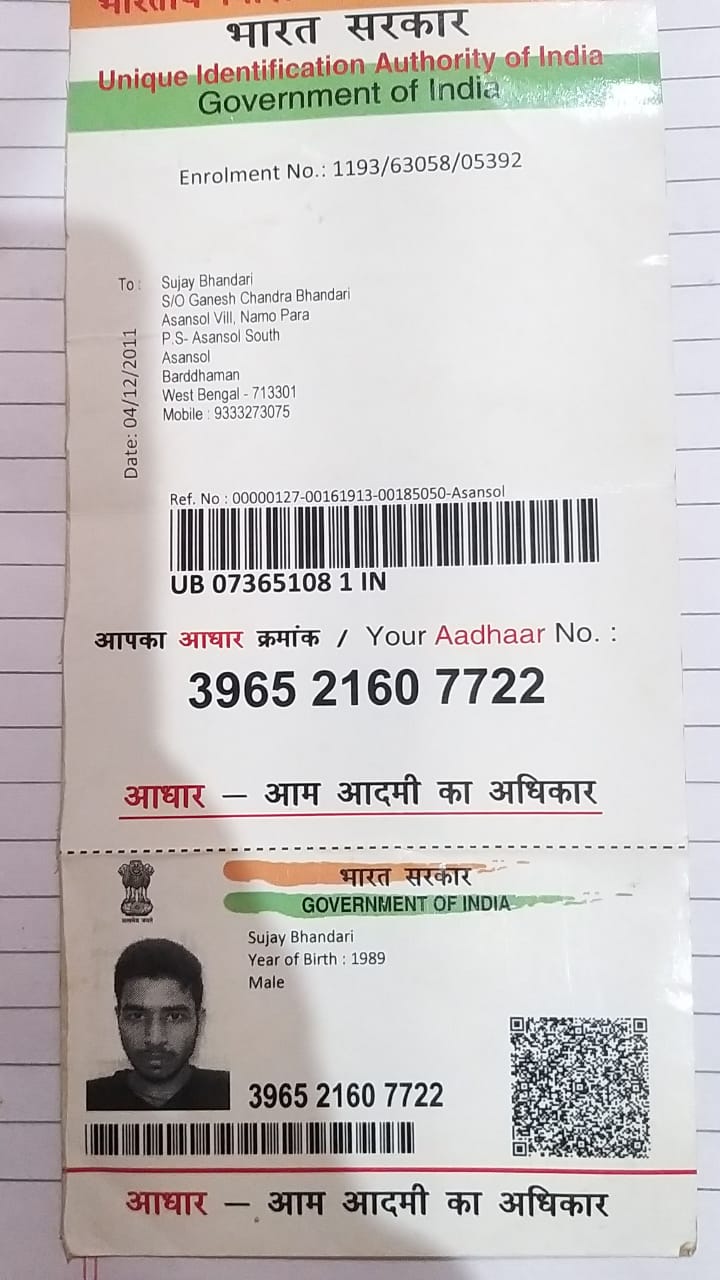 भारत सरकार
Unique Identification Authority of India
Government of India
Enrolment No.: 1193/63058/05392
To :
Sujay Bhandari
S/O Ganesh Chandra Bhandari
Asansol Vill, Namo Para
P.S- Asansol South
Asansol
Barddhaman
West Bengal - 713301
Mobile : 9333273075
Date: 04/12/2011
Ref. No : 00000127-00161913-00185050-Asansol
UB 07365108 1 IN
आपका आधार क्रमांक / Your Aadhaar No. :
3965 2160 7722
आधार — आम आदमी का अधिकार
भारत सरकार
GOVERNMENT OF INDIA
सत्यमेव जयते
Sujay Bhandari
Year of Birth : 1989
Male
3965 2160 7722
आधार — आम आदमी का अधिकार